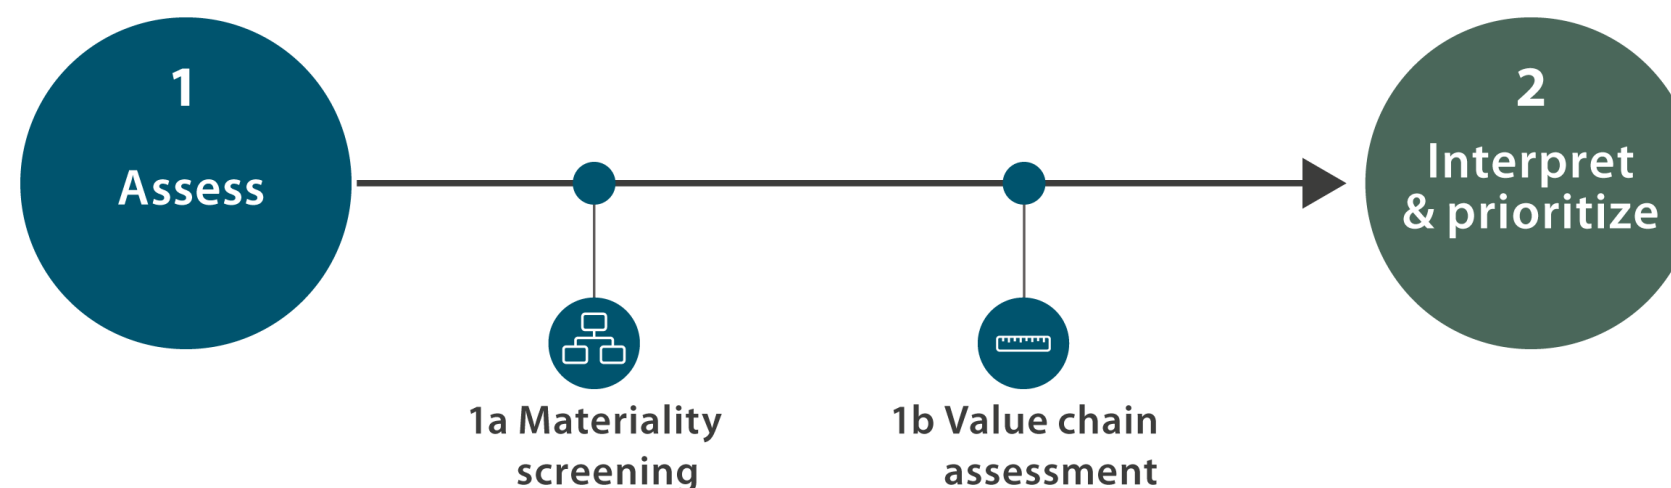 1
Assess
2
Interpret
& prioritize
1a Materiality
screening
1b Value chain
assessment